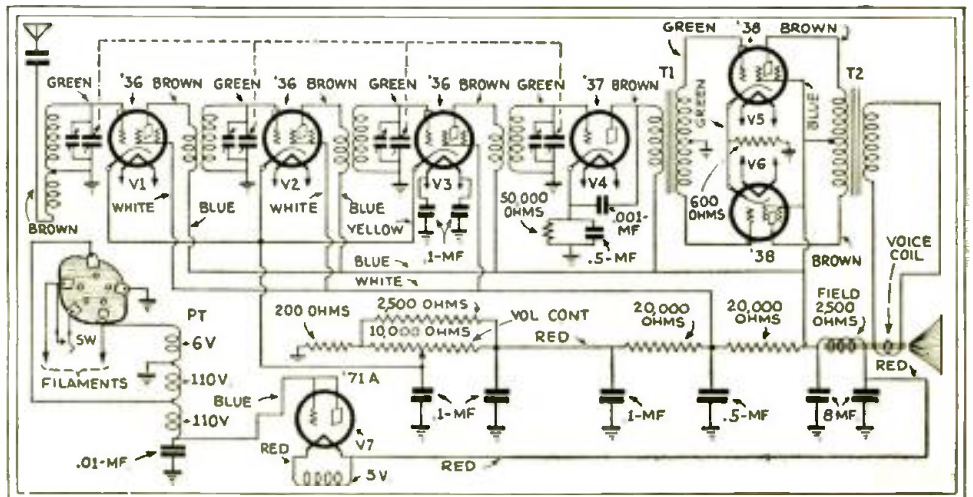 '38
GREEN
BROWN
T1
T2
GREEN
'36
BROWN
GREEN
'36
BROWN
GREEN
'36
BROWN
GREEN
'37
BROWN
GREEN
V5
BLUE
V1
V2
V3
V4
V6
WHITE
WHITE
BLUE
BLUE
YELLOW
50,000
OHMS
.001-
MF
600
OHMS
BROWN
.1-MF
.5-MF
'38
BROWN
VOICE
COIL
BLUE
WHITE
FIELD
2,500
OHMS
PT
200 OHMS
2,500 OHMS
10,000 OHMS
VOL CONT
20,000
OHMS
20,000
OHMS
SW
6V
RED
RED
FILAMENTS
110V
'71A
BLUE
.1-MF
.1-MF
.5-MF
8 MF.
110V
V7
.01-MF
RED
5V
RED